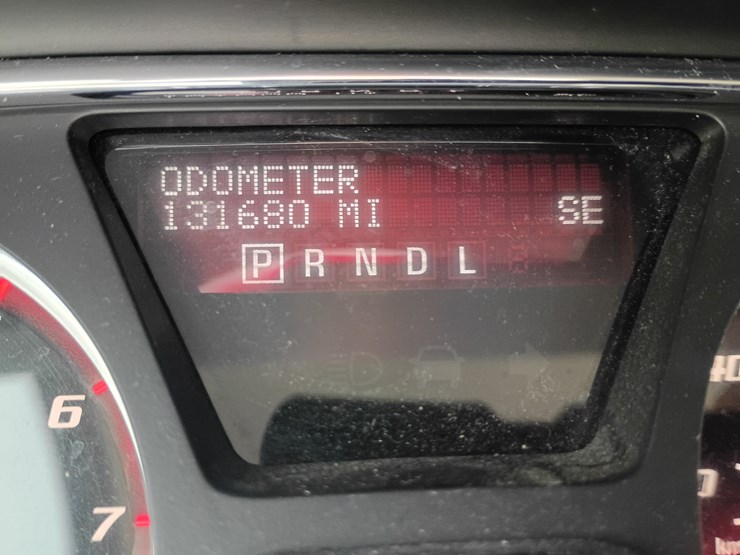 ODOMETER
131680 MI SE
P R N D L
6
7